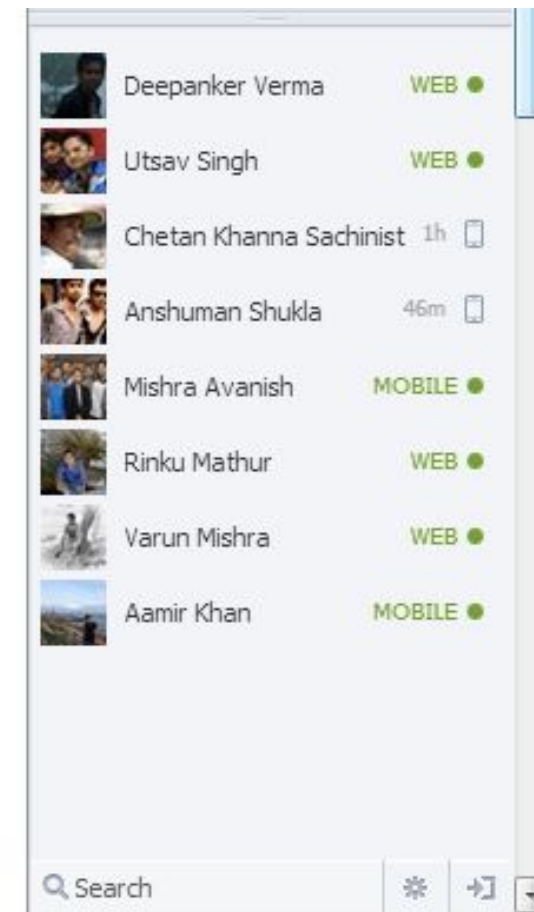 Deepanker Verma WEB
Utsav Singh WEB
Chetan Khanna Sachinist 1h
Anshuman Shukla 46m
Mishra Avanish MOBILE
Rinku Mathur WEB
Varun Mishra WEB
Aamir Khan MOBILE
Search